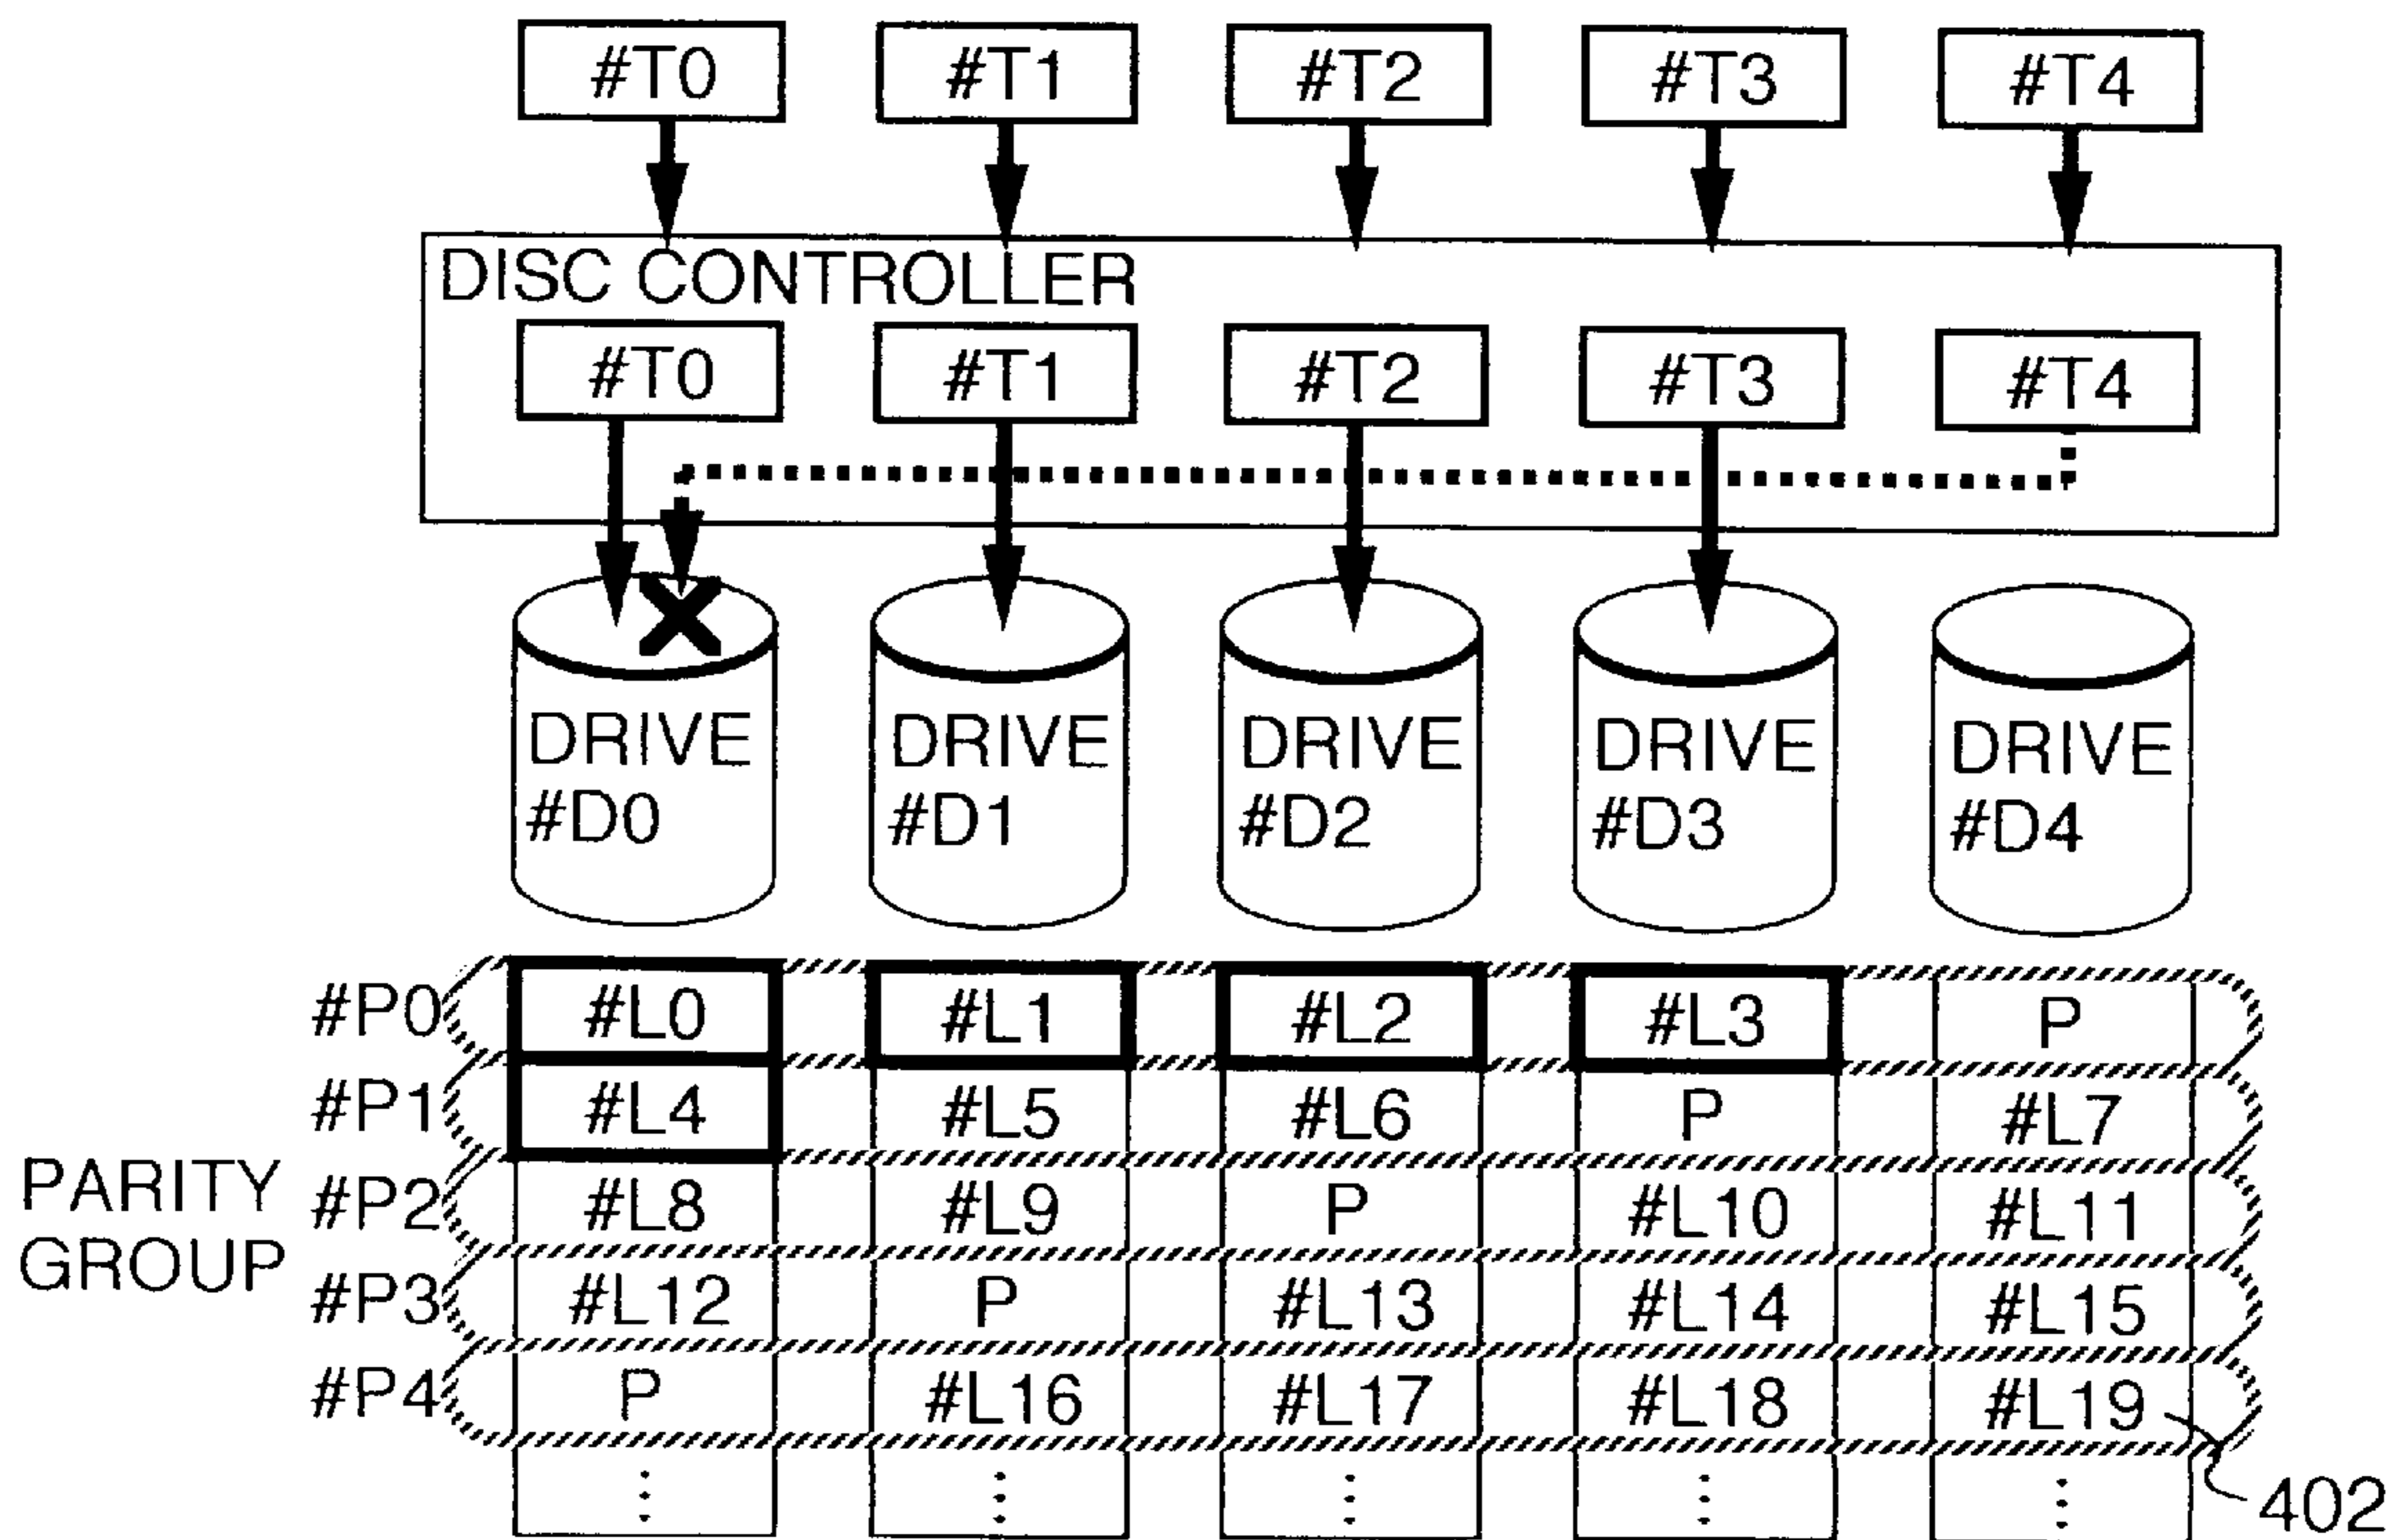 #T0 #T1 #T2 #T3 #T4
DISC CONTROLLER
#T0 #T1 #T2 #T3 #T4
DRIVE DRIVE DRIVE DRIVE DRIVE
#D0 #D1 #D2 #D3 #D4
#P0 #L0 #L1 #L2 #L3 P
#P1 #L4 #L5 #L6 P #L7
PARITY GROUP
#P2 #L8 #L9 P #L10 #L11
#P3 #L12 P #L13 #L14 #L15
#P4 P #L16 #L17 #L18 #L19
402